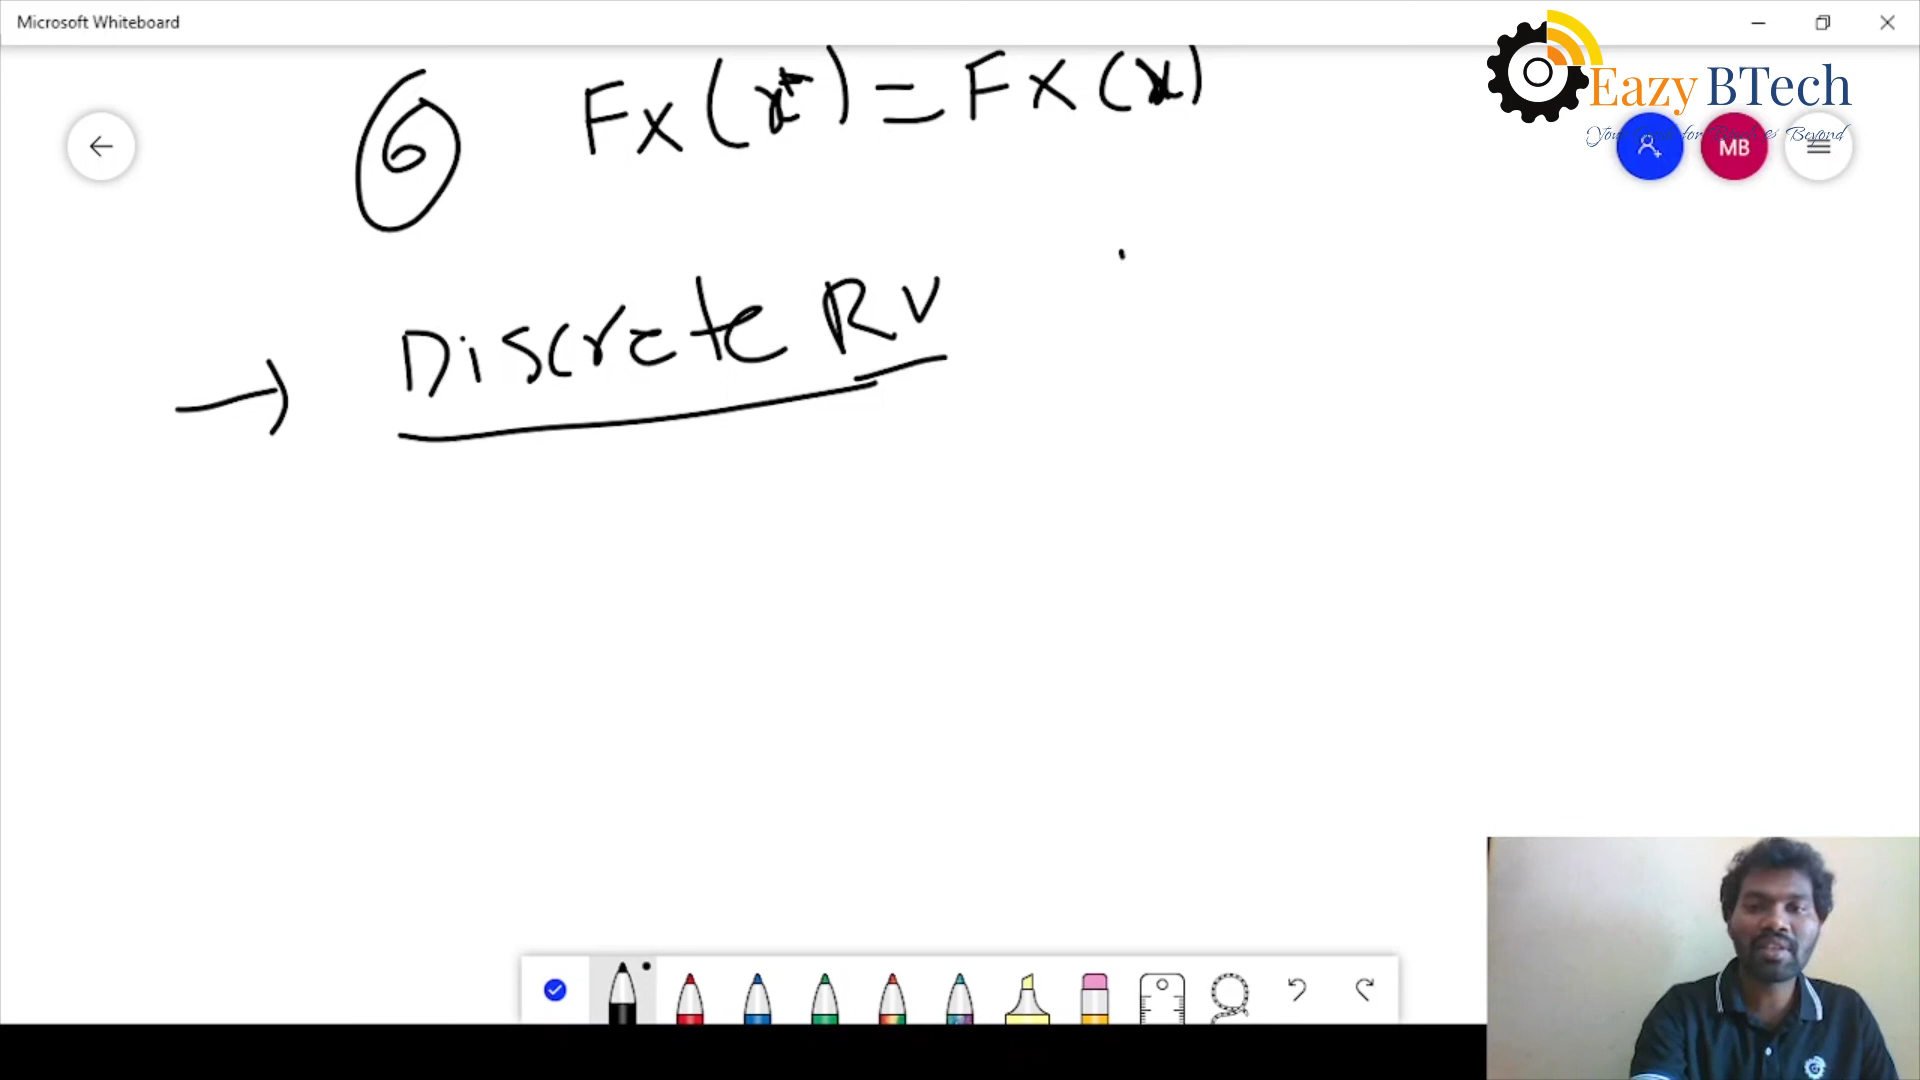 Microsoft Whiteboard
Eazy BTech
MB
6 Fx(x⁺) = FX(x)
→ Discrete RV